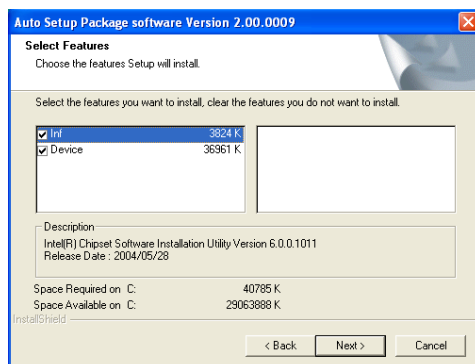 Auto Setup Package software Version 2.00.0009
Select Features
Choose the features Setup will install.
Select the features you want to install, clear the features you do not want to install.
Inf 3824 K
Device 36961 K
Description
Intel(R) Chipset Software Installation Utility Version 6.0.0.1011
Release Date : 2004/05/28
Space Required on C: 40785 K
Space Available on C: 29063888 K
InstallShield
< Back Next > Cancel